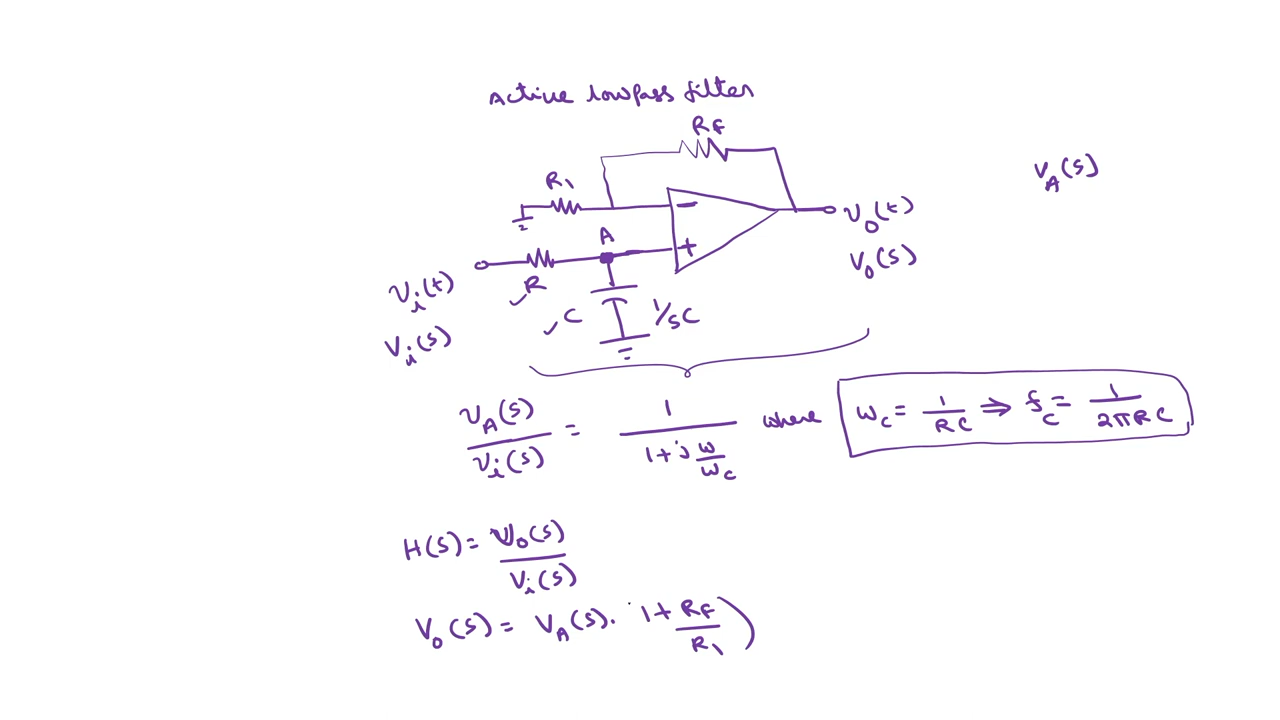 Active lowpass filter
RF
R1
VA(s)
−
A
vo(t)
+
Vo(s)
R
vi(t)
C
1/sC
Vi(s)
vA(s)/vi(s) = 1/(1+j ω/ωc) where ωc = 1/RC ⇒ fc = 1/2πRC
H(s) = Vo(s)/Vi(s)
Vo(s) = VA(s). 1+ RF/R1)